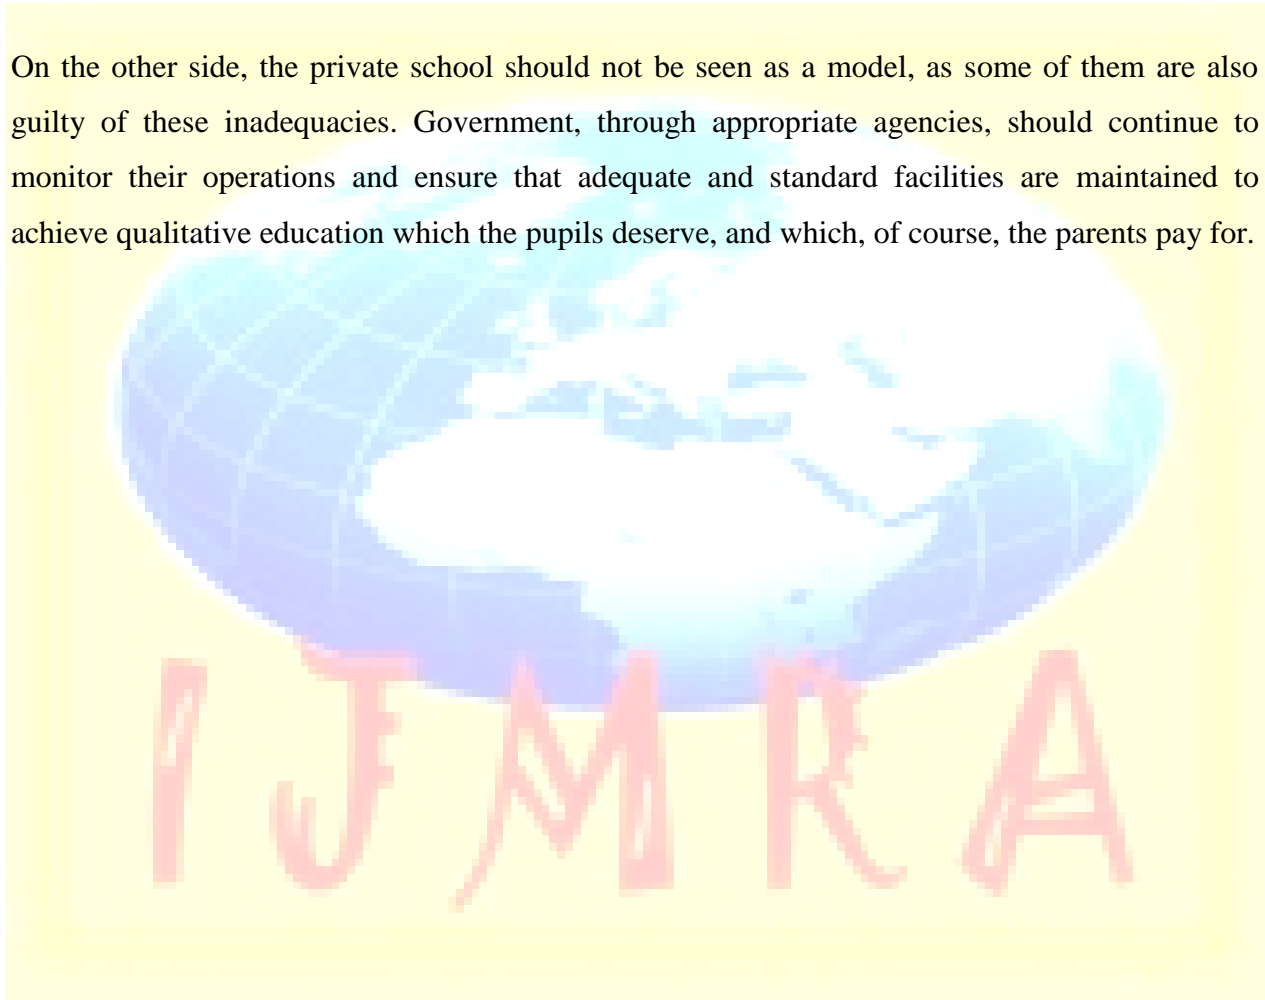 On the other side, the private school should not be seen as a model, as some of them are also
guilty of these inadequacies. Government, through appropriate agencies, should continue to
monitor their operations and ensure that adequate and standard facilities are maintained to
achieve qualitative education which the pupils deserve, and which, of course, the parents pay for.
IJMRA